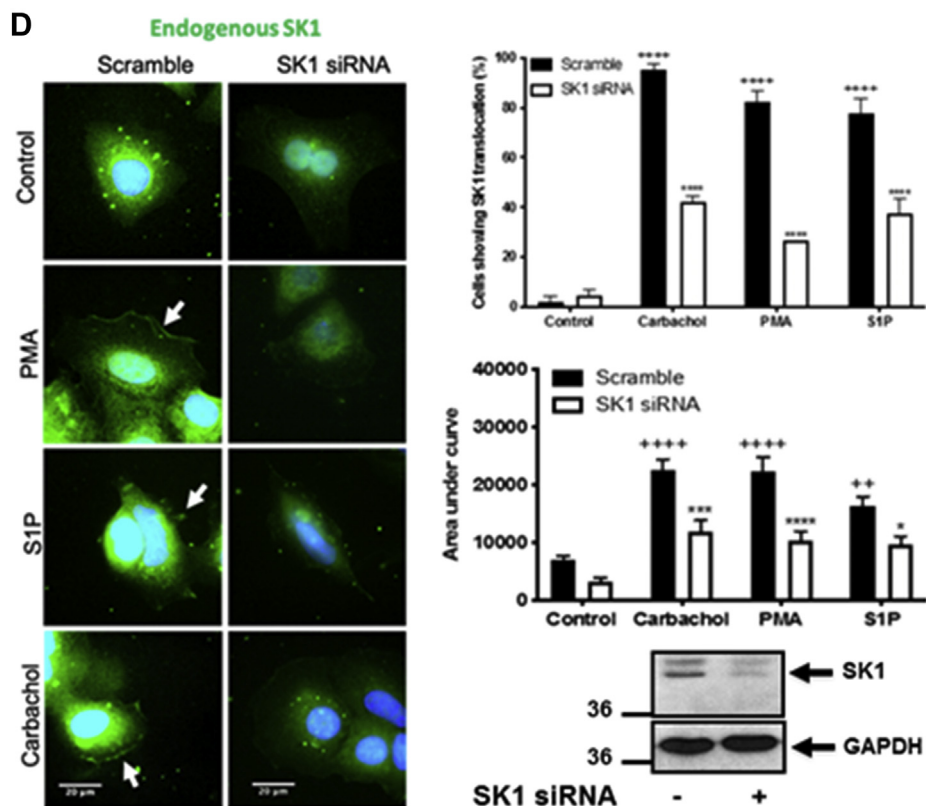 D
Endogenous SK1
Scramble SK1 siRNA
Control
PMA
S1P
Carbachol
20 µm 20 µm
Cells showing SK1 translocation (%)
100
80
60
40
20
0
Scramble
SK1 siRNA
****
****
****
****
****
****
Control Carbachol PMA S1P
Area under curve
40000
30000
20000
10000
0
Scramble
SK1 siRNA
++++ ++++ ++
*** **** *
Control Carbachol PMA S1P
SK1
36
GAPDH
36
SK1 siRNA - +